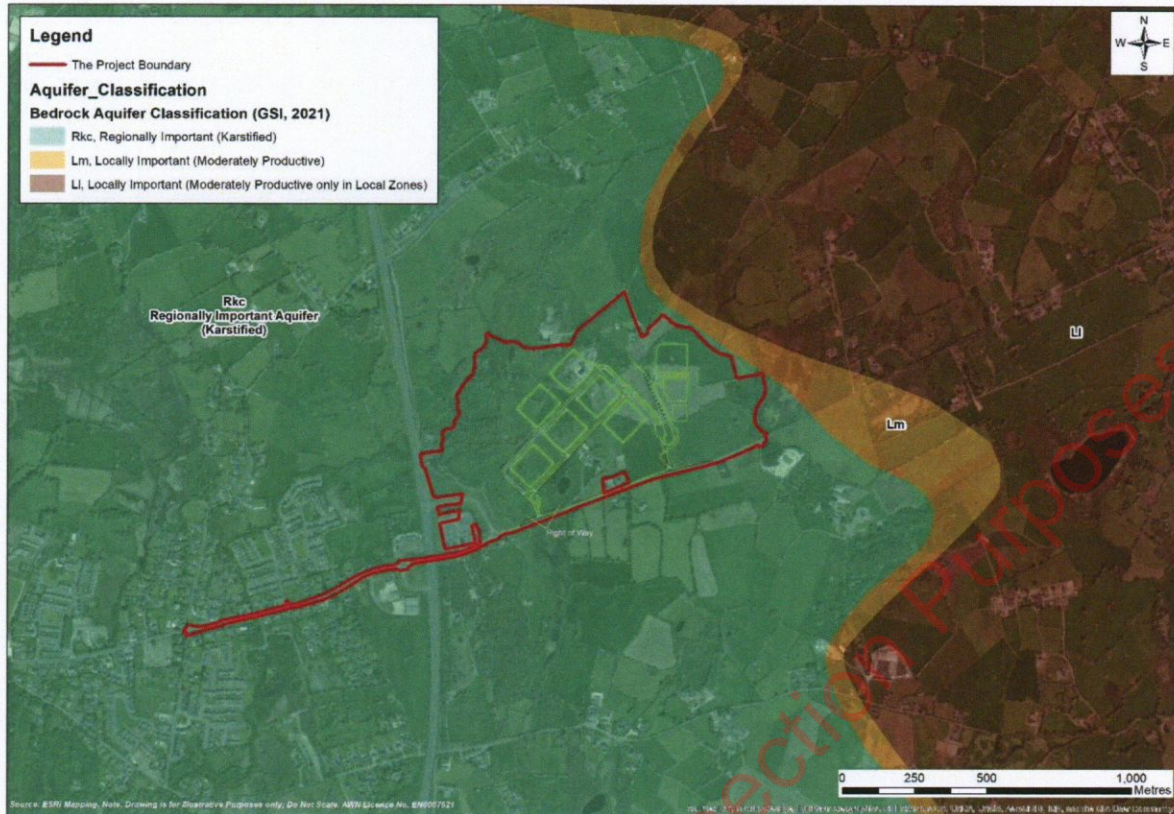 Legend
The Project Boundary
Aquifer_Classification
Bedrock Aquifer Classification (GSI, 2021)
Rkc, Regionally Important (Karstified)
Lm, Locally Important (Moderately Productive)
Ll, Locally Important (Moderately Productive only in Local Zones)
N
W E
S
Rkc
Regionally Important Aquifer
(Karstified)
Ll
Lm
Right of Way
ection Purposes
0 250 500 1,000
Metres
Source: ESRI Mapping. Note. Drawing is for Illustrative Purposes only; Do Not Scale. AWN Licence No. EN0007521